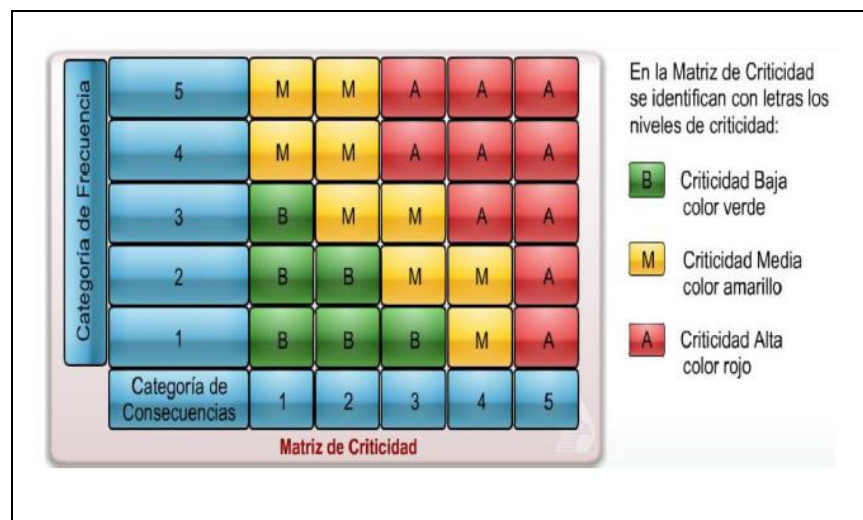 Categoría de Frecuencia
5 M M A A A
4 M M A A A
3 B M M A A
2 B B M M A
1 B B B M A
Categoría de
Consecuencias
1 2 3 4 5
Matriz de Criticidad
En la Matriz de Criticidad
se identifican con letras los
niveles de criticidad:
B Criticidad Baja
color verde
M Criticidad Media
color amarillo
A Criticidad Alta
color rojo